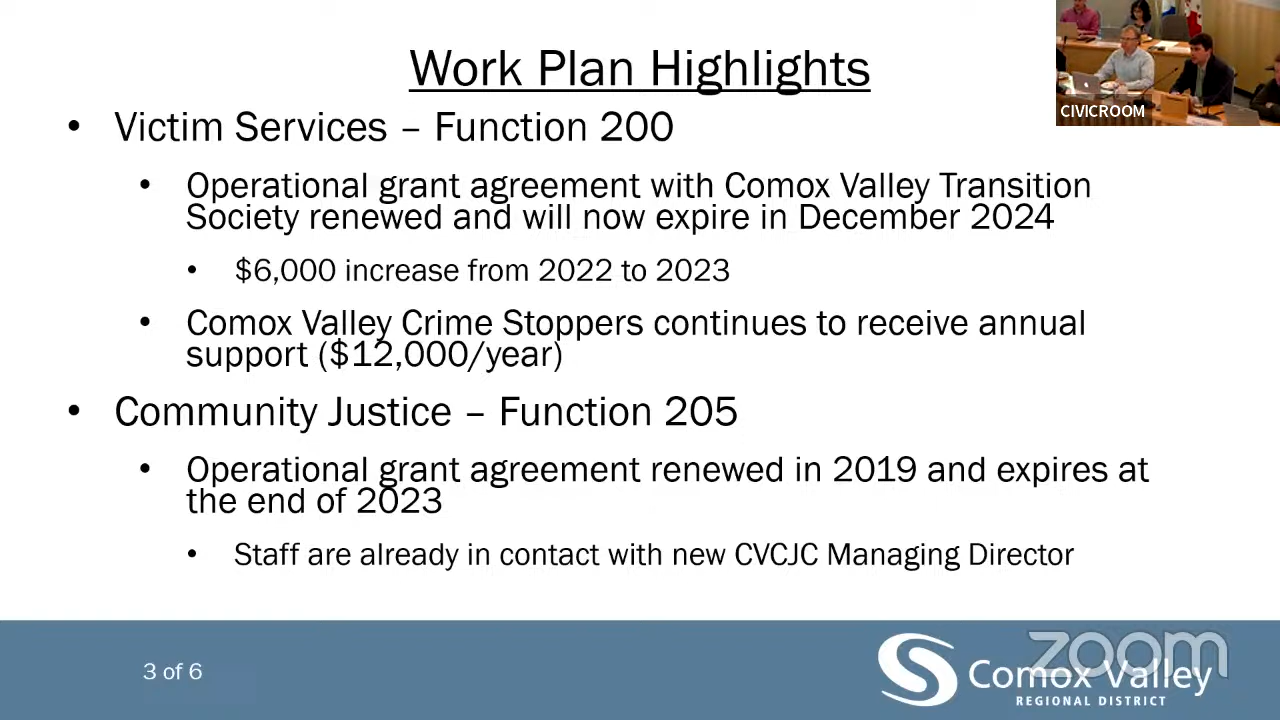 Work Plan Highlights
CIVICROOM
• Victim Services – Function 200
• Operational grant agreement with Comox Valley Transition
Society renewed and will now expire in December 2024
• $6,000 increase from 2022 to 2023
• Comox Valley Crime Stoppers continues to receive annual
support ($12,000/year)
• Community Justice – Function 205
• Operational grant agreement renewed in 2019 and expires at
the end of 2023
• Staff are already in contact with new CVCJC Managing Director
3 of 6
zoom
Comox Valley
REGIONAL DISTRICT